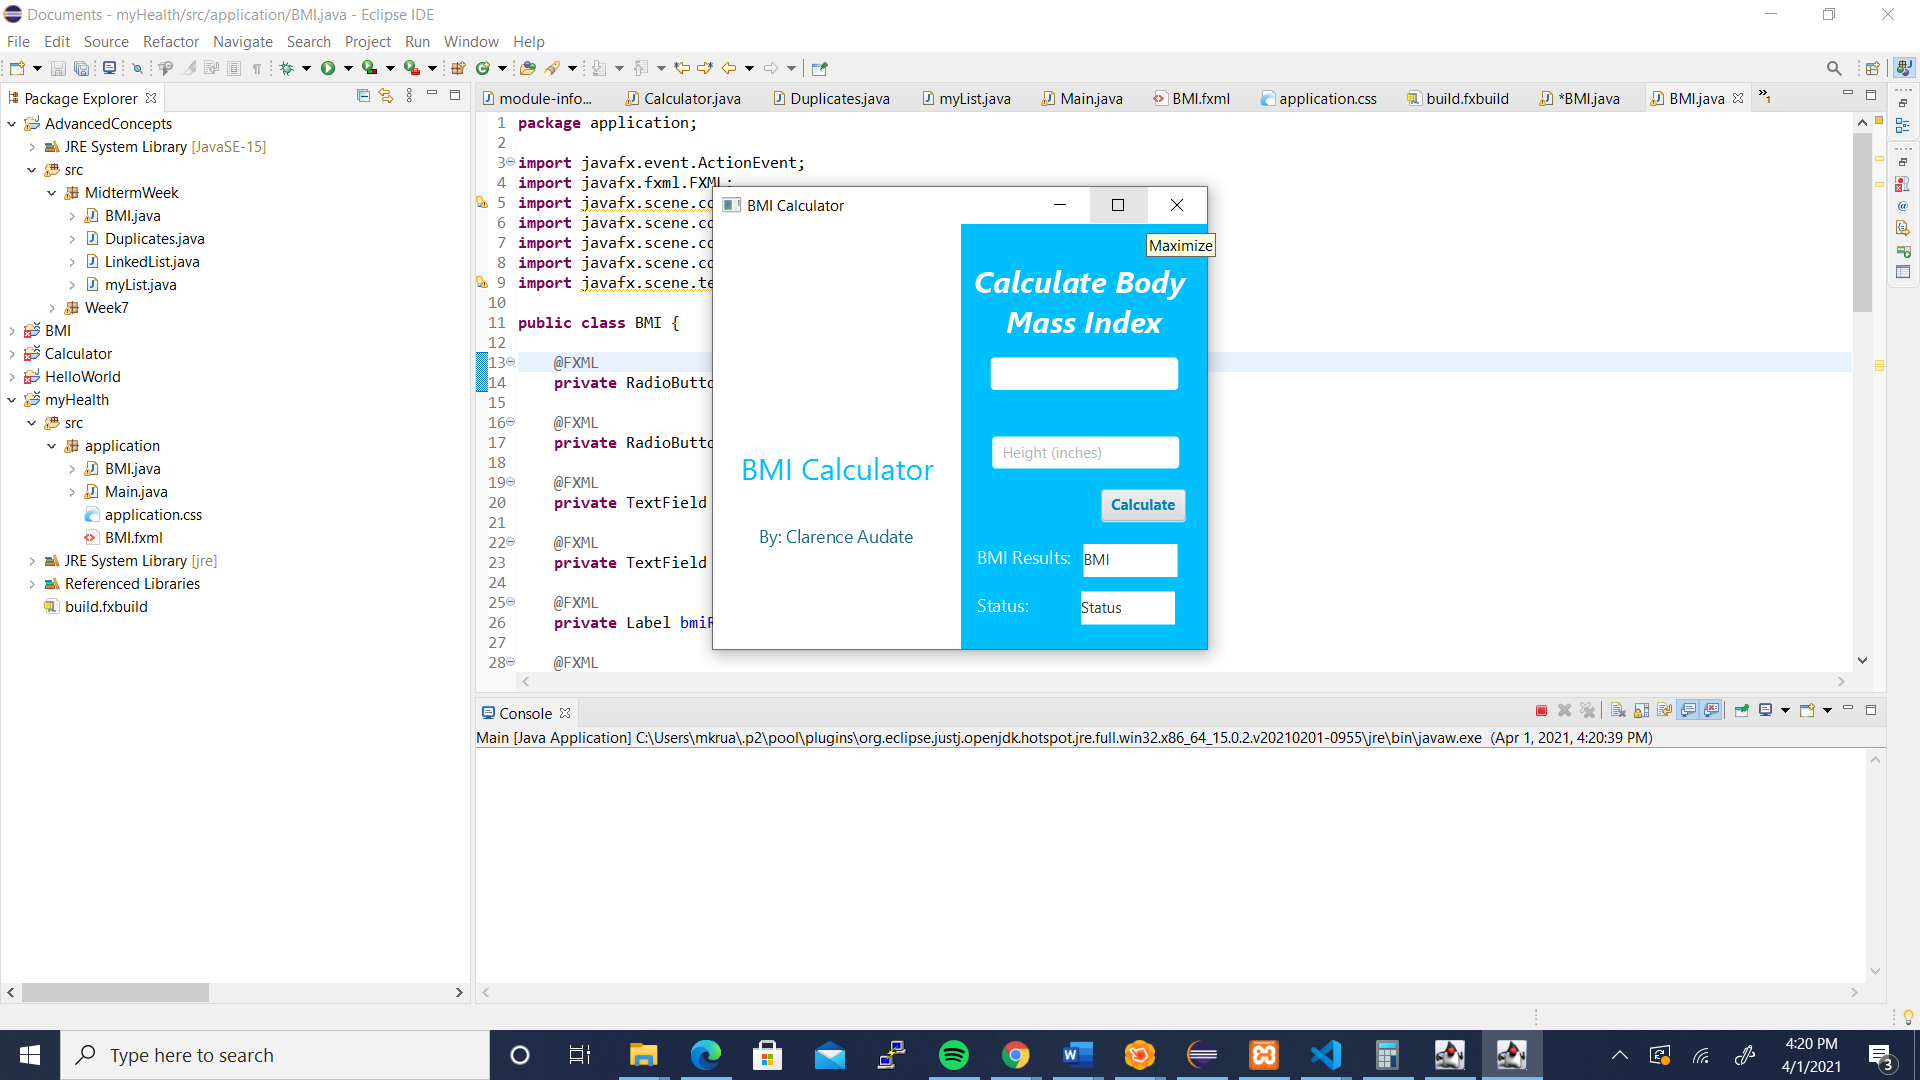 Documents - myHealth/src/application/BMI.java - Eclipse IDE
File Edit Source Refactor Navigate Search Project Run Window Help
Package Explorer
AdvancedConcepts
JRE System Library [JavaSE-15]
src
MidtermWeek
BMI.java
Duplicates.java
LinkedList.java
myList.java
Week7
BMI
Calculator
HelloWorld
myHealth
src
application
BMI.java
Main.java
application.css
BMI.fxml
JRE System Library [jre]
Referenced Libraries
build.fxbuild
module-info... Calculator.java Duplicates.java myList.java Main.java BMI.fxml application.css build.fxbuild *BMI.java BMI.java »1
1 package application;
2
3 import javafx.event.ActionEvent;
4 import javafx.fxml.FXML;
5 import javafx.scene.co
6 import javafx.scene.co
7 import javafx.scene.co
8 import javafx.scene.co
9 import javafx.scene.te
10
11 public class BMI {
12
13 @FXML
14 private RadioButto
15
16 @FXML
17 private RadioButto
18
19 @FXML
20 private TextField
21
22 @FXML
23 private TextField
24
25 @FXML
26 private Label bmiR
27
28 @FXML
BMI Calculator
Maximize
BMI Calculator
By: Clarence Audate
Calculate Body
Mass Index
Height (inches)
Calculate
BMI Results: BMI
Status: Status
Console
Main [Java Application] C:\Users\mkrua\.p2\pool\plugins\org.eclipse.justj.openjdk.hotspot.jre.full.win32.x86_64_15.0.2.v20210201-0955\jre\bin\javaw.exe (Apr 1, 2021, 4:20:39 PM)
Type here to search
4:20 PM
4/1/2021
3